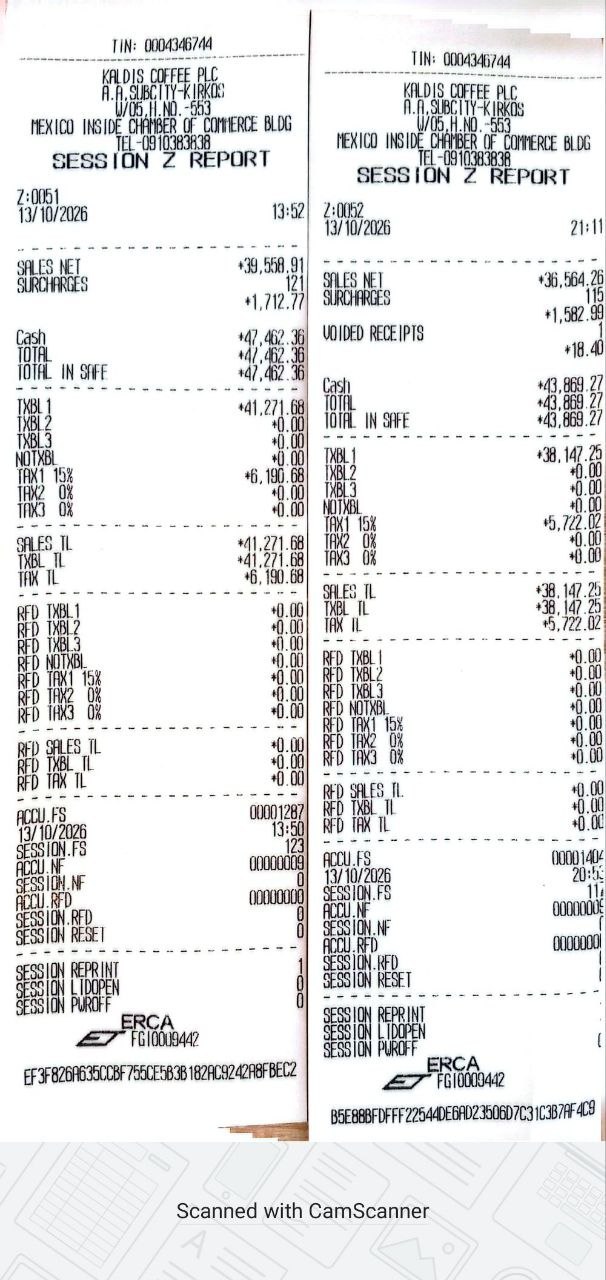 TIN: 0004346744
KALDIS COFFEE PLC
A.A,SUBCITY-KIRKOS
W/05,H.NO.-553
MEXICO INSIDE CHAMBER OF COMMERCE BLDG
TEL-0910383838
SESSION Z REPORT
Z:0051
13/10/2026 13:52
SALES NET *39,558.91
SURCHARGES 121
*1,712.77
Cash *47,462.36
TOTAL *47,462.36
TOTAL IN SAFE *47,462.36
TXBL1 *41,271.68
TXBL2 *0.00
TXBL3 *0.00
NOTXBL *0.00
TAX1 15% *6,190.68
TAX2 0% *0.00
TAX3 0% *0.00
SALES TL *41,271.68
TXBL TL *41,271.68
TAX TL *6,190.68
RFD TXBL1 *0.00
RFD TXBL2 *0.00
RFD TXBL3 *0.00
RFD NOTXBL *0.00
RFD TAX1 15% *0.00
RFD TAX2 0% *0.00
RFD TAX3 0% *0.00
RFD SALES TL *0.00
RFD TXBL TL *0.00
RFD TAX TL *0.00
ACCU.FS 00001287
13/10/2026 13:50
SESSION.FS 123
ACCU.NF 00000009
SESSION.NF 0
ACCU.RFD 00000000
SESSION.RFD 0
SESSION RESET 0
SESSION REPRINT 1
SESSION LIDOPEN 0
SESSION PWROFF 0
ERCA
ET FGI0009442
EF3F826A635CCBF755CE5B3B182AC9242A8FBEC2
TIN: 0004346744
KALDIS COFFEE PLC
A.A,SUBCITY-KIRKOS
W/05,H.NO.-553
MEXICO INSIDE CHAMBER OF COMMERCE BLDG
TEL-0910383838
SESSION Z REPORT
Z:0052
13/10/2026 21:11
SALES NET *36,564.26
SURCHARGES 115
*1,582.99
VOIDED RECEIPTS 1
*18.40
Cash *43,869.27
TOTAL *43,869.27
TOTAL IN SAFE *43,869.27
TXBL1 *38,147.25
TXBL2 *0.00
TXBL3 *0.00
NOTXBL *0.00
TAX1 15% *5,722.02
TAX2 0% *0.00
TAX3 0% *0.00
SALES TL *38,147.25
TXBL TL *38,147.25
TAX TL *5,722.02
RFD TXBL1 *0.00
RFD TXBL2 *0.00
RFD TXBL3 *0.00
RFD NOTXBL *0.00
RFD TAX1 15% *0.00
RFD TAX2 0% *0.00
RFD TAX3 0% *0.00
RFD SALES TL *0.00
RFD TXBL TL *0.00
RFD TAX TL *0.00
ACCU.FS 00001404
13/10/2026
SESSION.FS
ACCU.NF
SESSION.NF
ACCU.RFD
SESSION.RFD
SESSION RESET
SESSION REPRINT
SESSION LIDOPEN
SESSION PWROFF
ERCA
ET FGI0009442
B5E88BFDFFF22544DE6AD23506D7C31C3B7AF4C9
Scanned with CamScanner